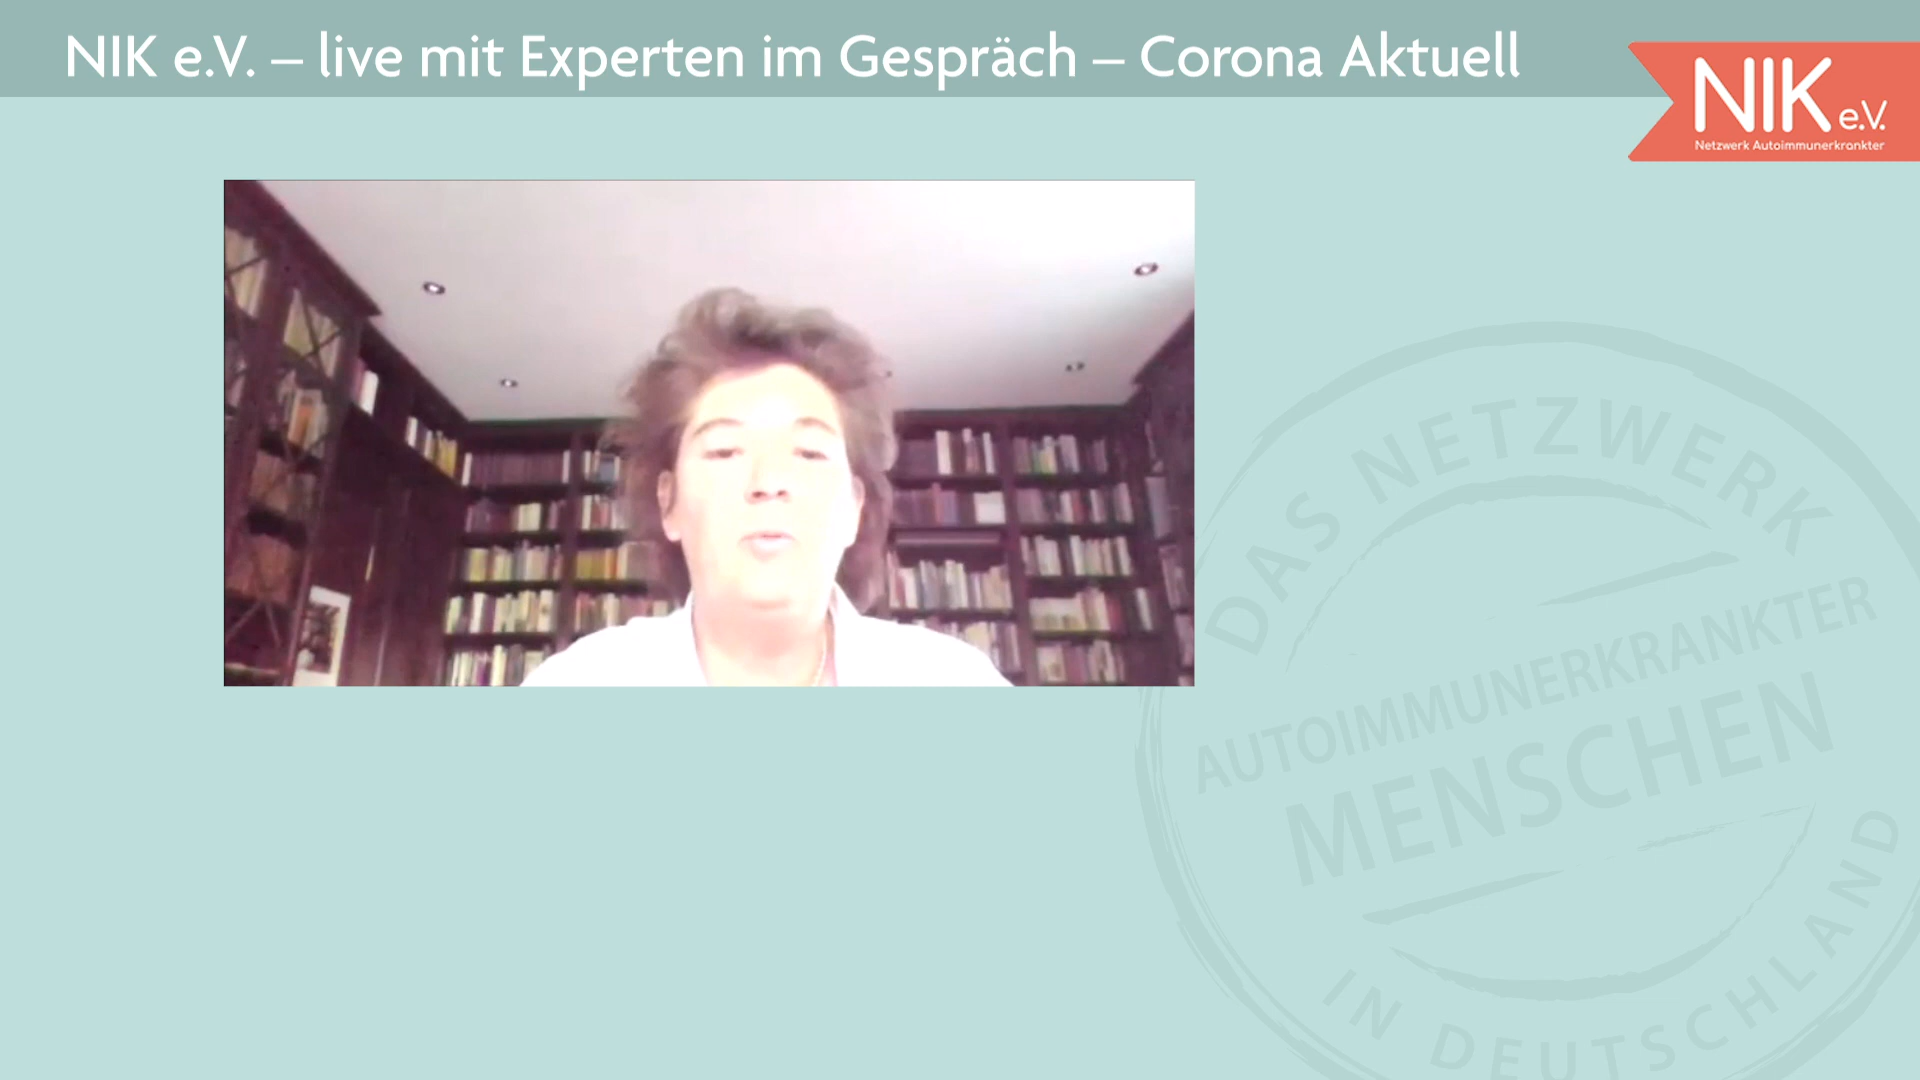 NIK e.V. – live mit Experten im Gespräch – Corona Aktuell
NIK e.V.
Netzwerk Autoimmunerkrankter
DAS NETZWERK
AUTOIMMUNERKRANKTER
MENSCHEN
IN DEUTSCHLAND